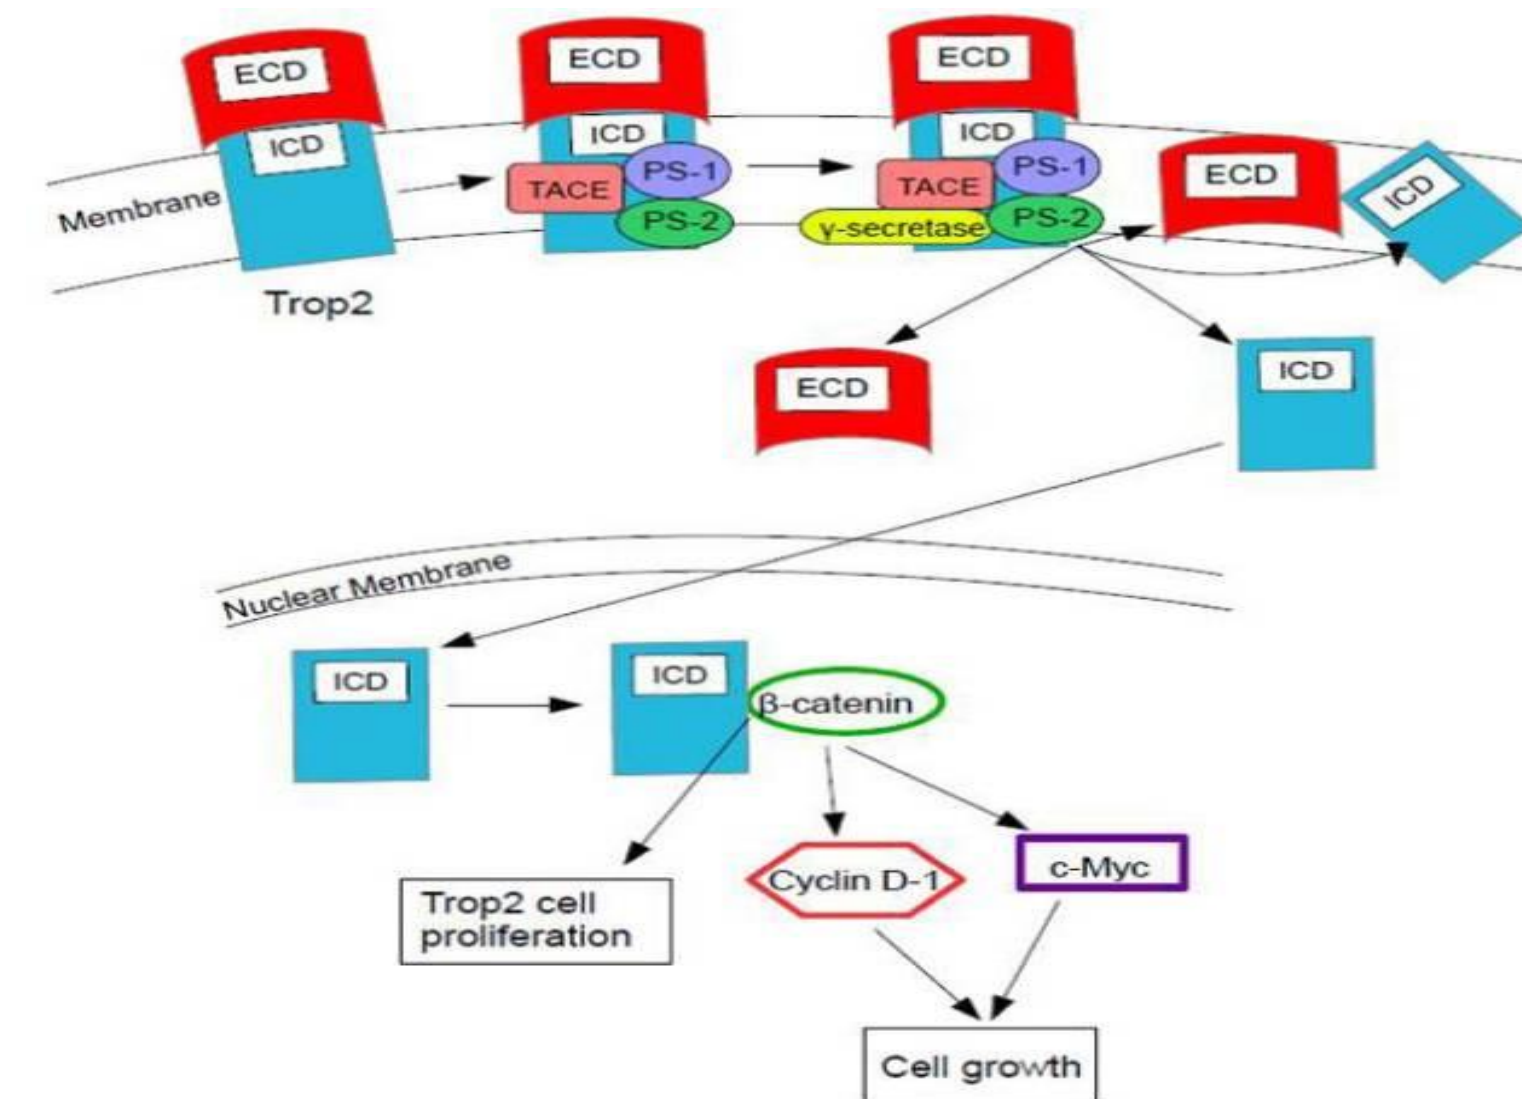 ECD
ECD
ECD
ICD
ICD
ICD
TACE
PS-1
PS-2
TACE
PS-1
PS-2
γ-secretase
ECD
ICD
Membrane
Trop2
ECD
ICD
Nuclear Membrane
ICD
ICD
β-catenin
Trop2 cell
proliferation
Cyclin D-1
c-Myc
Cell growth